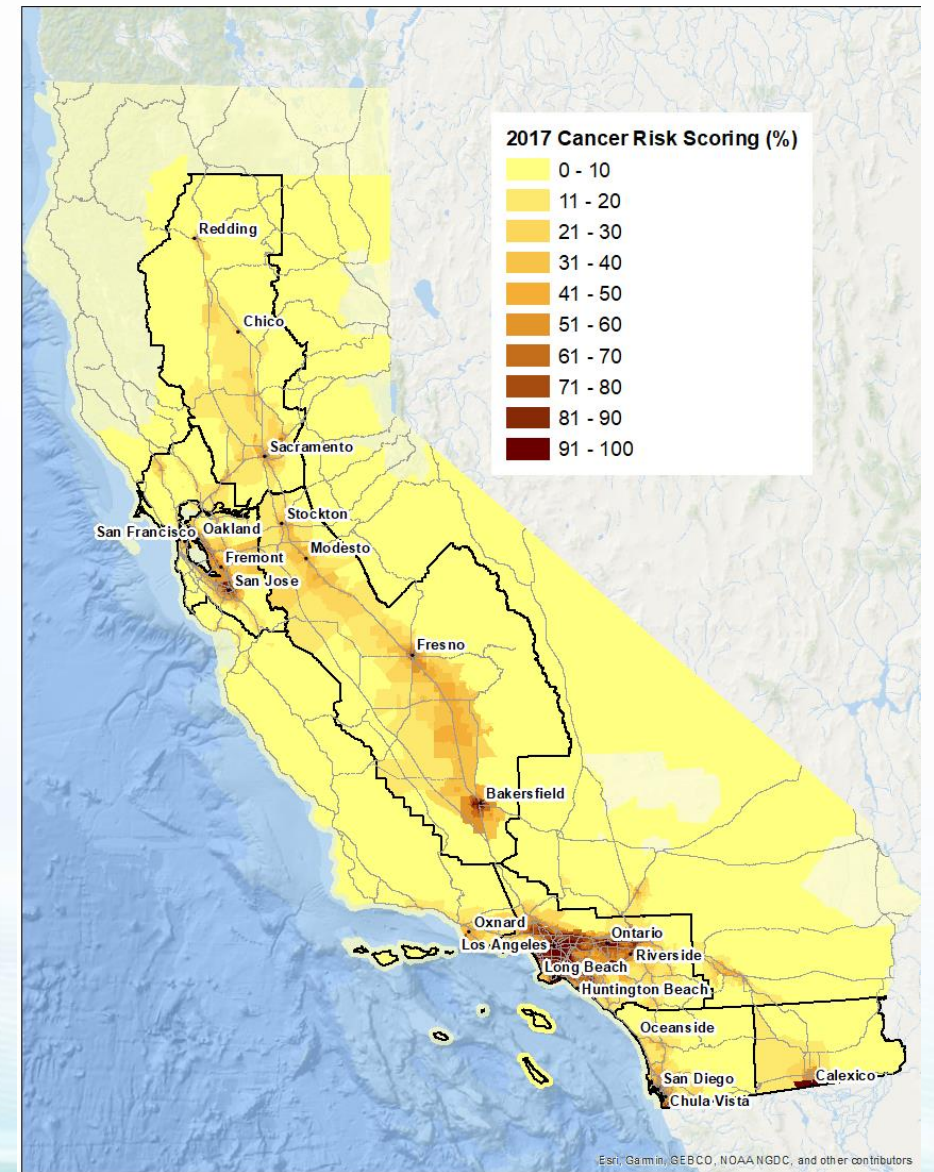 2017 Cancer Risk Scoring (%)
0 - 10
11 - 20
21 - 30
31 - 40
41 - 50
51 - 60
61 - 70
71 - 80
81 - 90
91 - 100
Redding
Chico
Sacramento
Stockton
San Francisco
Oakland
Modesto
Fremont
San Jose
Fresno
Bakersfield
Oxnard
Ontario
Los Angeles
Riverside
Long Beach
Huntington Beach
Oceanside
San Diego
Calexico
Chula Vista
Esri, Garmin, GEBCO, NOAA NGDC, and other contributors